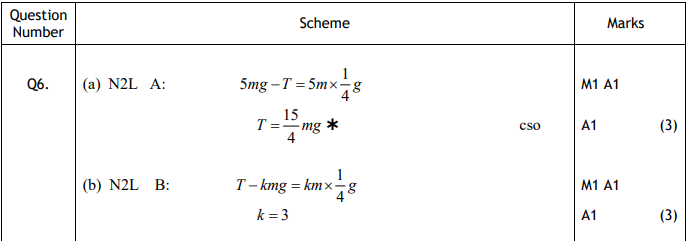 Question Number Scheme Marks
Q6. (a) N2L A: 5mg − T = 5m × 1/4 g M1 A1
T = 15/4 mg * cso A1 (3)
(b) N2L B: T − kmg = km × 1/4 g M1 A1
k = 3 A1 (3)